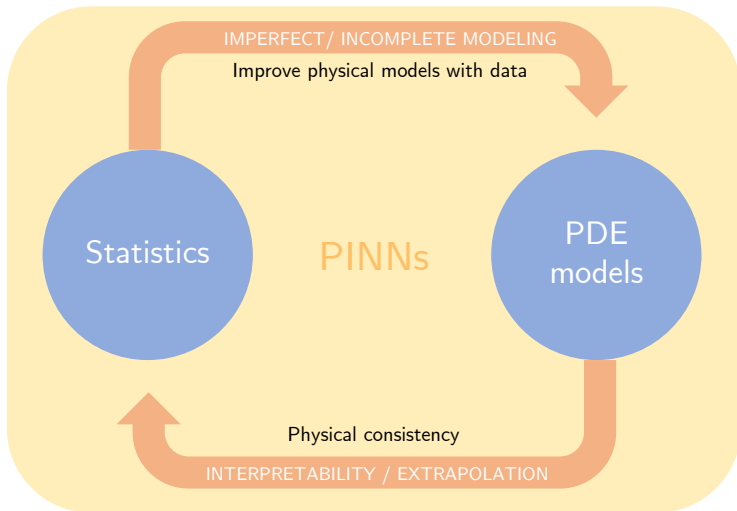 IMPERFECT/ INCOMPLETE MODELING
Improve physical models with data
Statistics
PINNs
PDE
models
Physical consistency
INTERPRETABILITY / EXTRAPOLATION